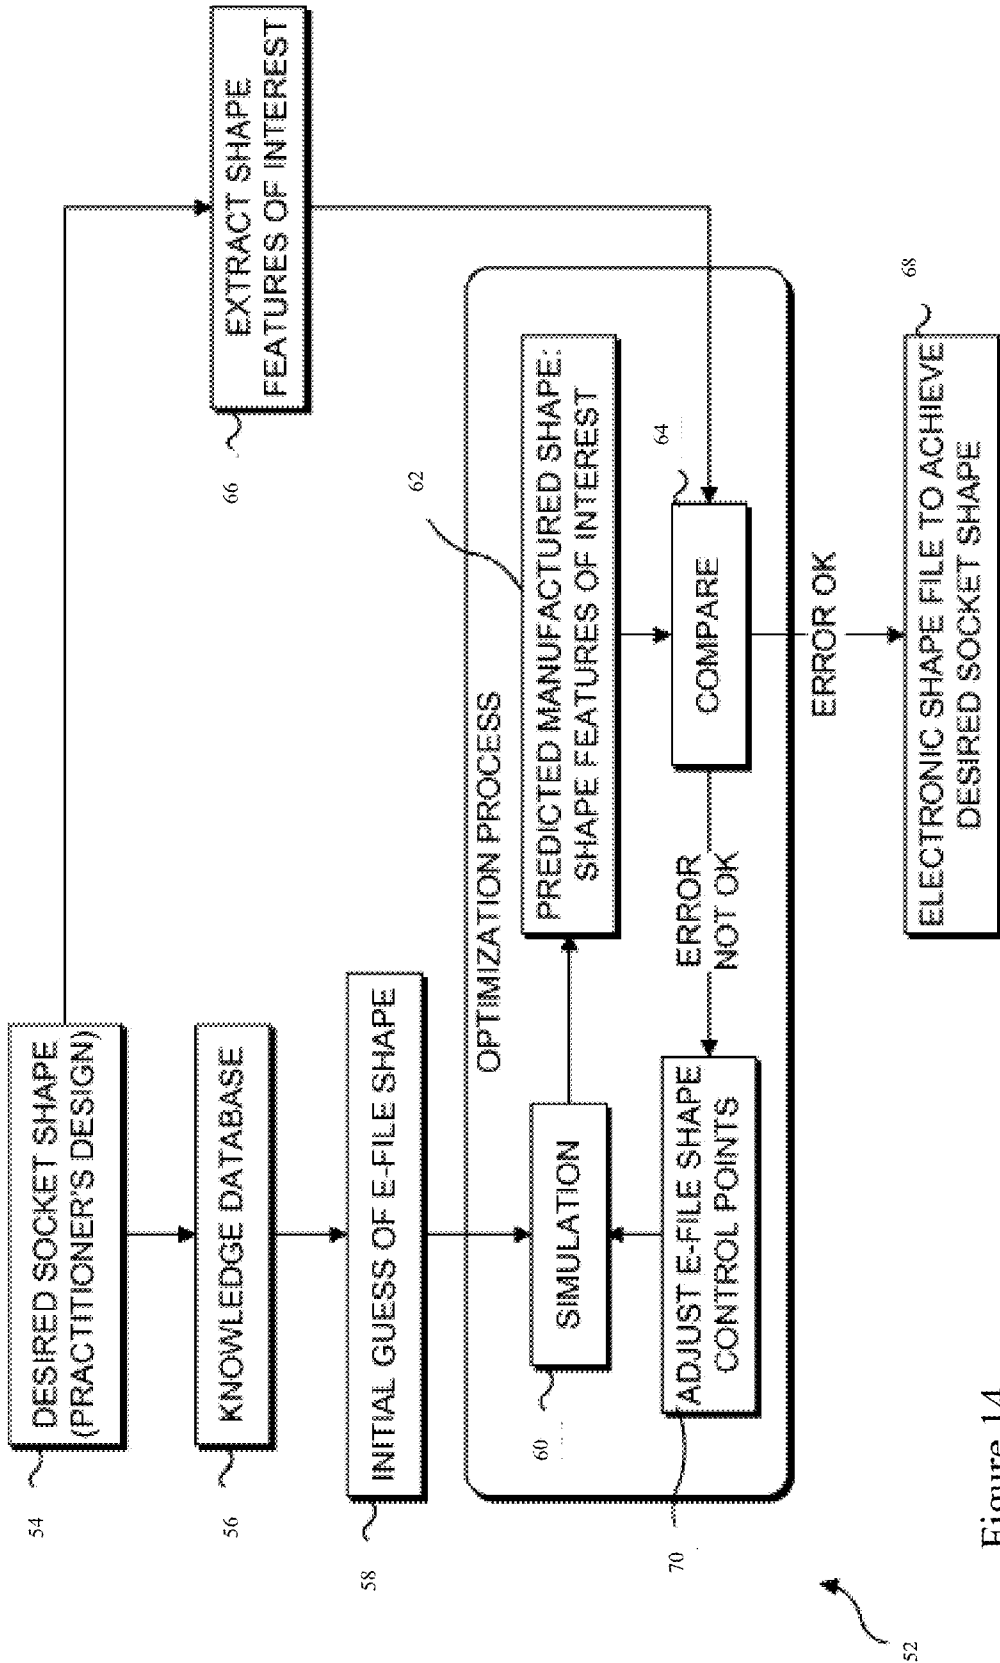 54
DESIRED SOCKET SHAPE
(PRACTITIONER'S DESIGN)
56
KNOWLEDGE DATABASE
66
EXTRACT SHAPE
FEATURES OF INTEREST
58
INITIAL GUESS OF E-FILE SHAPE
OPTIMIZATION PROCESS
60
SIMULATION
62
PREDICTED MANUFACTURED SHAPE:
SHAPE FEATURES OF INTEREST
64
COMPARE
ERROR
NOT OK
70
ADJUST E-FILE SHAPE
CONTROL POINTS
ERROR OK
68
ELECTRONIC SHAPE FILE TO ACHIEVE
DESIRED SOCKET SHAPE
52
Figure 14